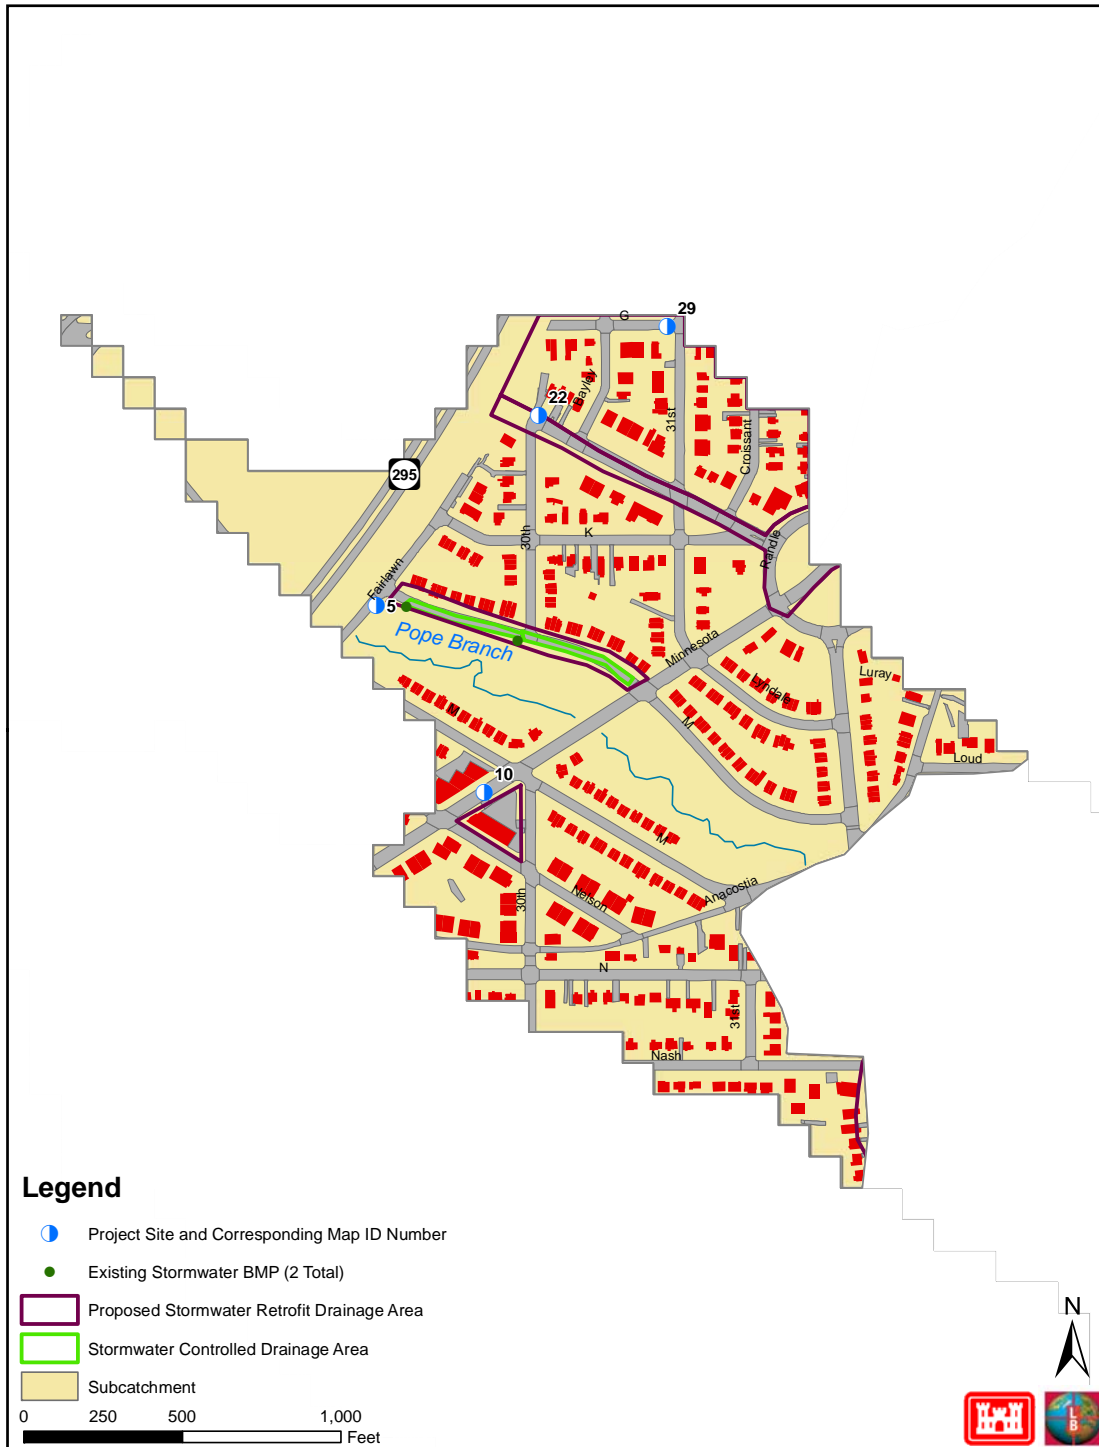 29
G
22
Bayley
31st
Croissant
295
30th
K
Randle
Fairlawn
5
Pope Branch
Minnesota
Luray
Lyndale
M
M
Loud
10
M
Anacostia
Nelson
30th
N
31st
Nash
Legend
Project Site and Corresponding Map ID Number
Existing Stormwater BMP (2 Total)
Proposed Stormwater Retrofit Drainage Area
Stormwater Controlled Drainage Area
Subcatchment
0 250 500 1,000
Feet
N
L
B